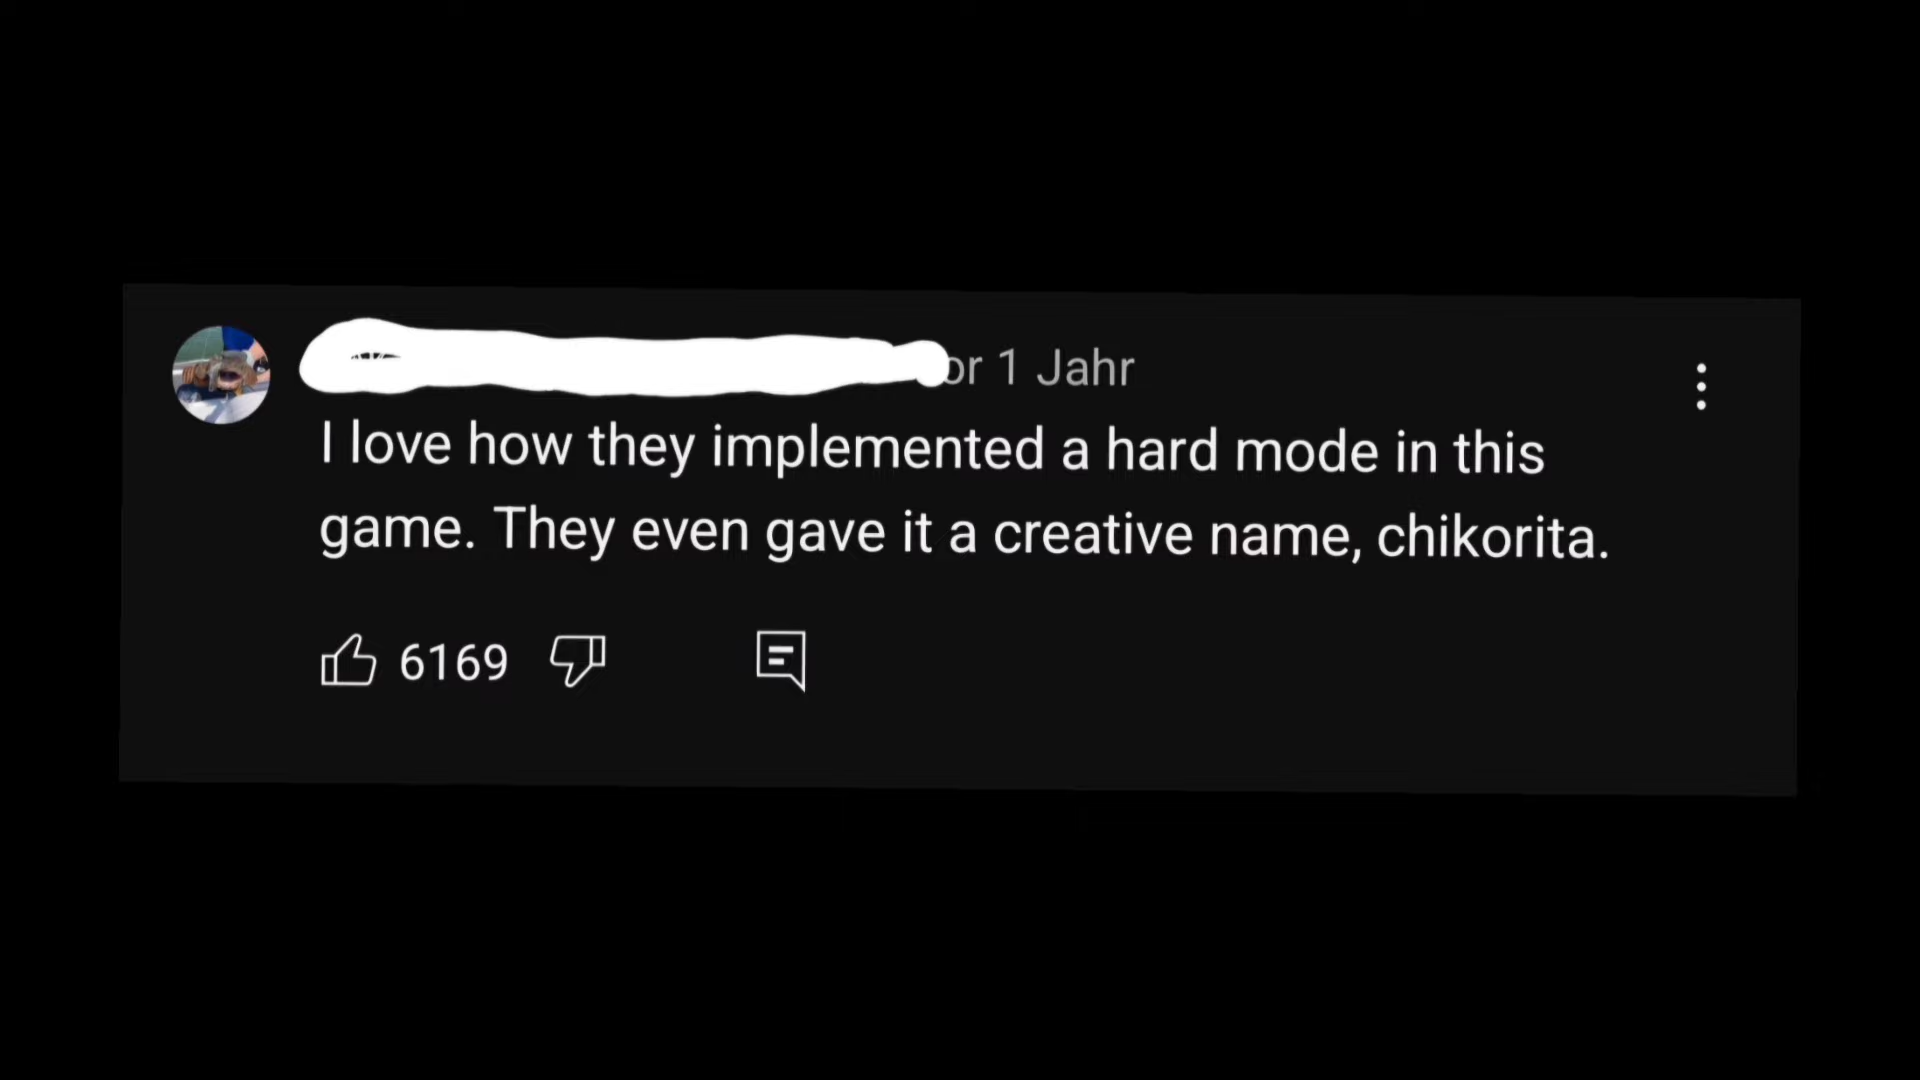 or 1 Jahr
I love how they implemented a hard mode in this
game. They even gave it a creative name, chikorita.
6169